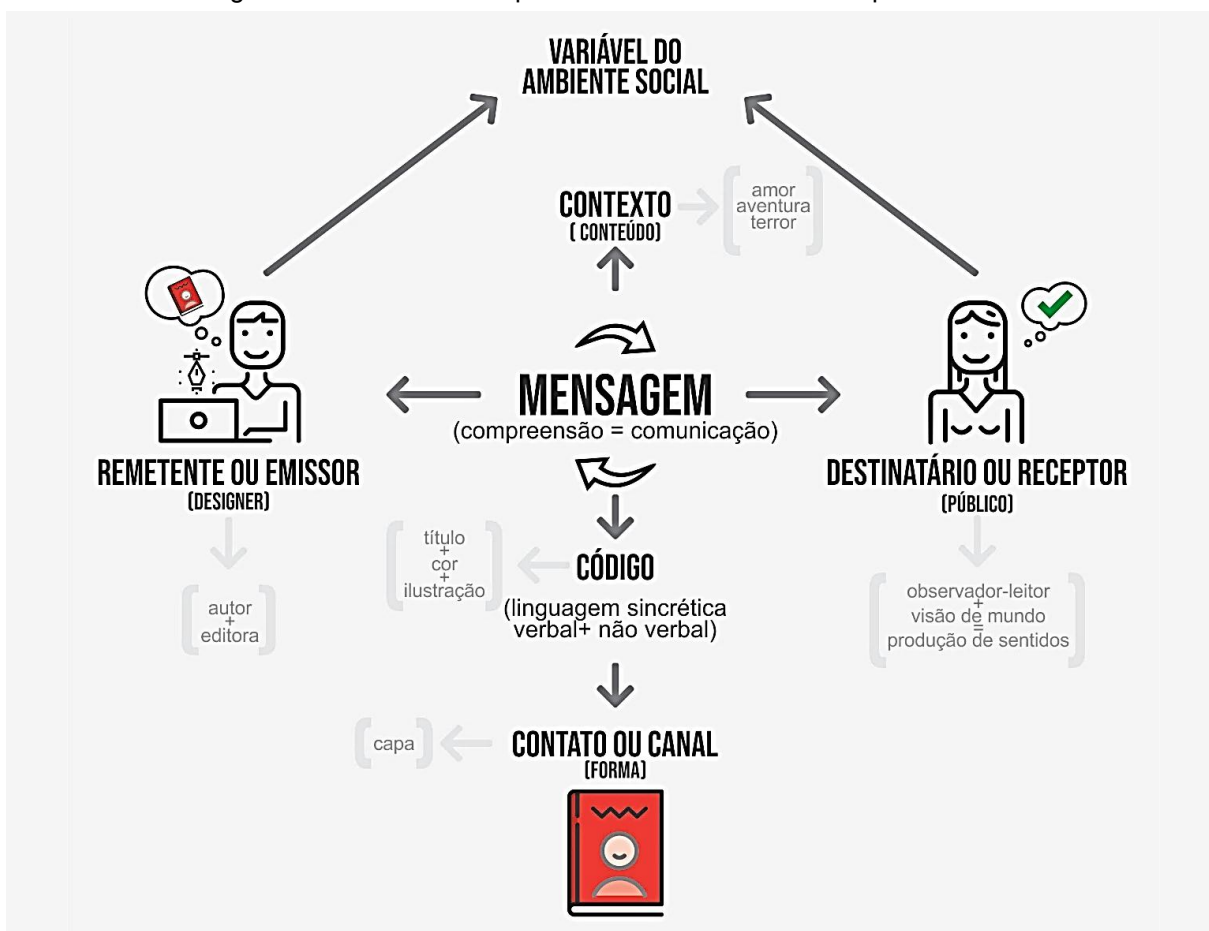 VARIÁVEL DO
AMBIENTE SOCIAL
CONTEXTO
( CONTEÚDO)
amor
aventura
terror
MENSAGEM
(compreensão = comunicação)
REMETENTE OU EMISSOR
(DESIGNER)
autor
+
editora
DESTINATÁRIO OU RECEPTOR
(PÚBLICO)
observador-leitor
+
visão de mundo
=
produção de sentidos
título
+
cor
+
ilustração
CÓDIGO
(linguagem sincrética
verbal+ não verbal)
capa
CONTATO OU CANAL
(FORMA)